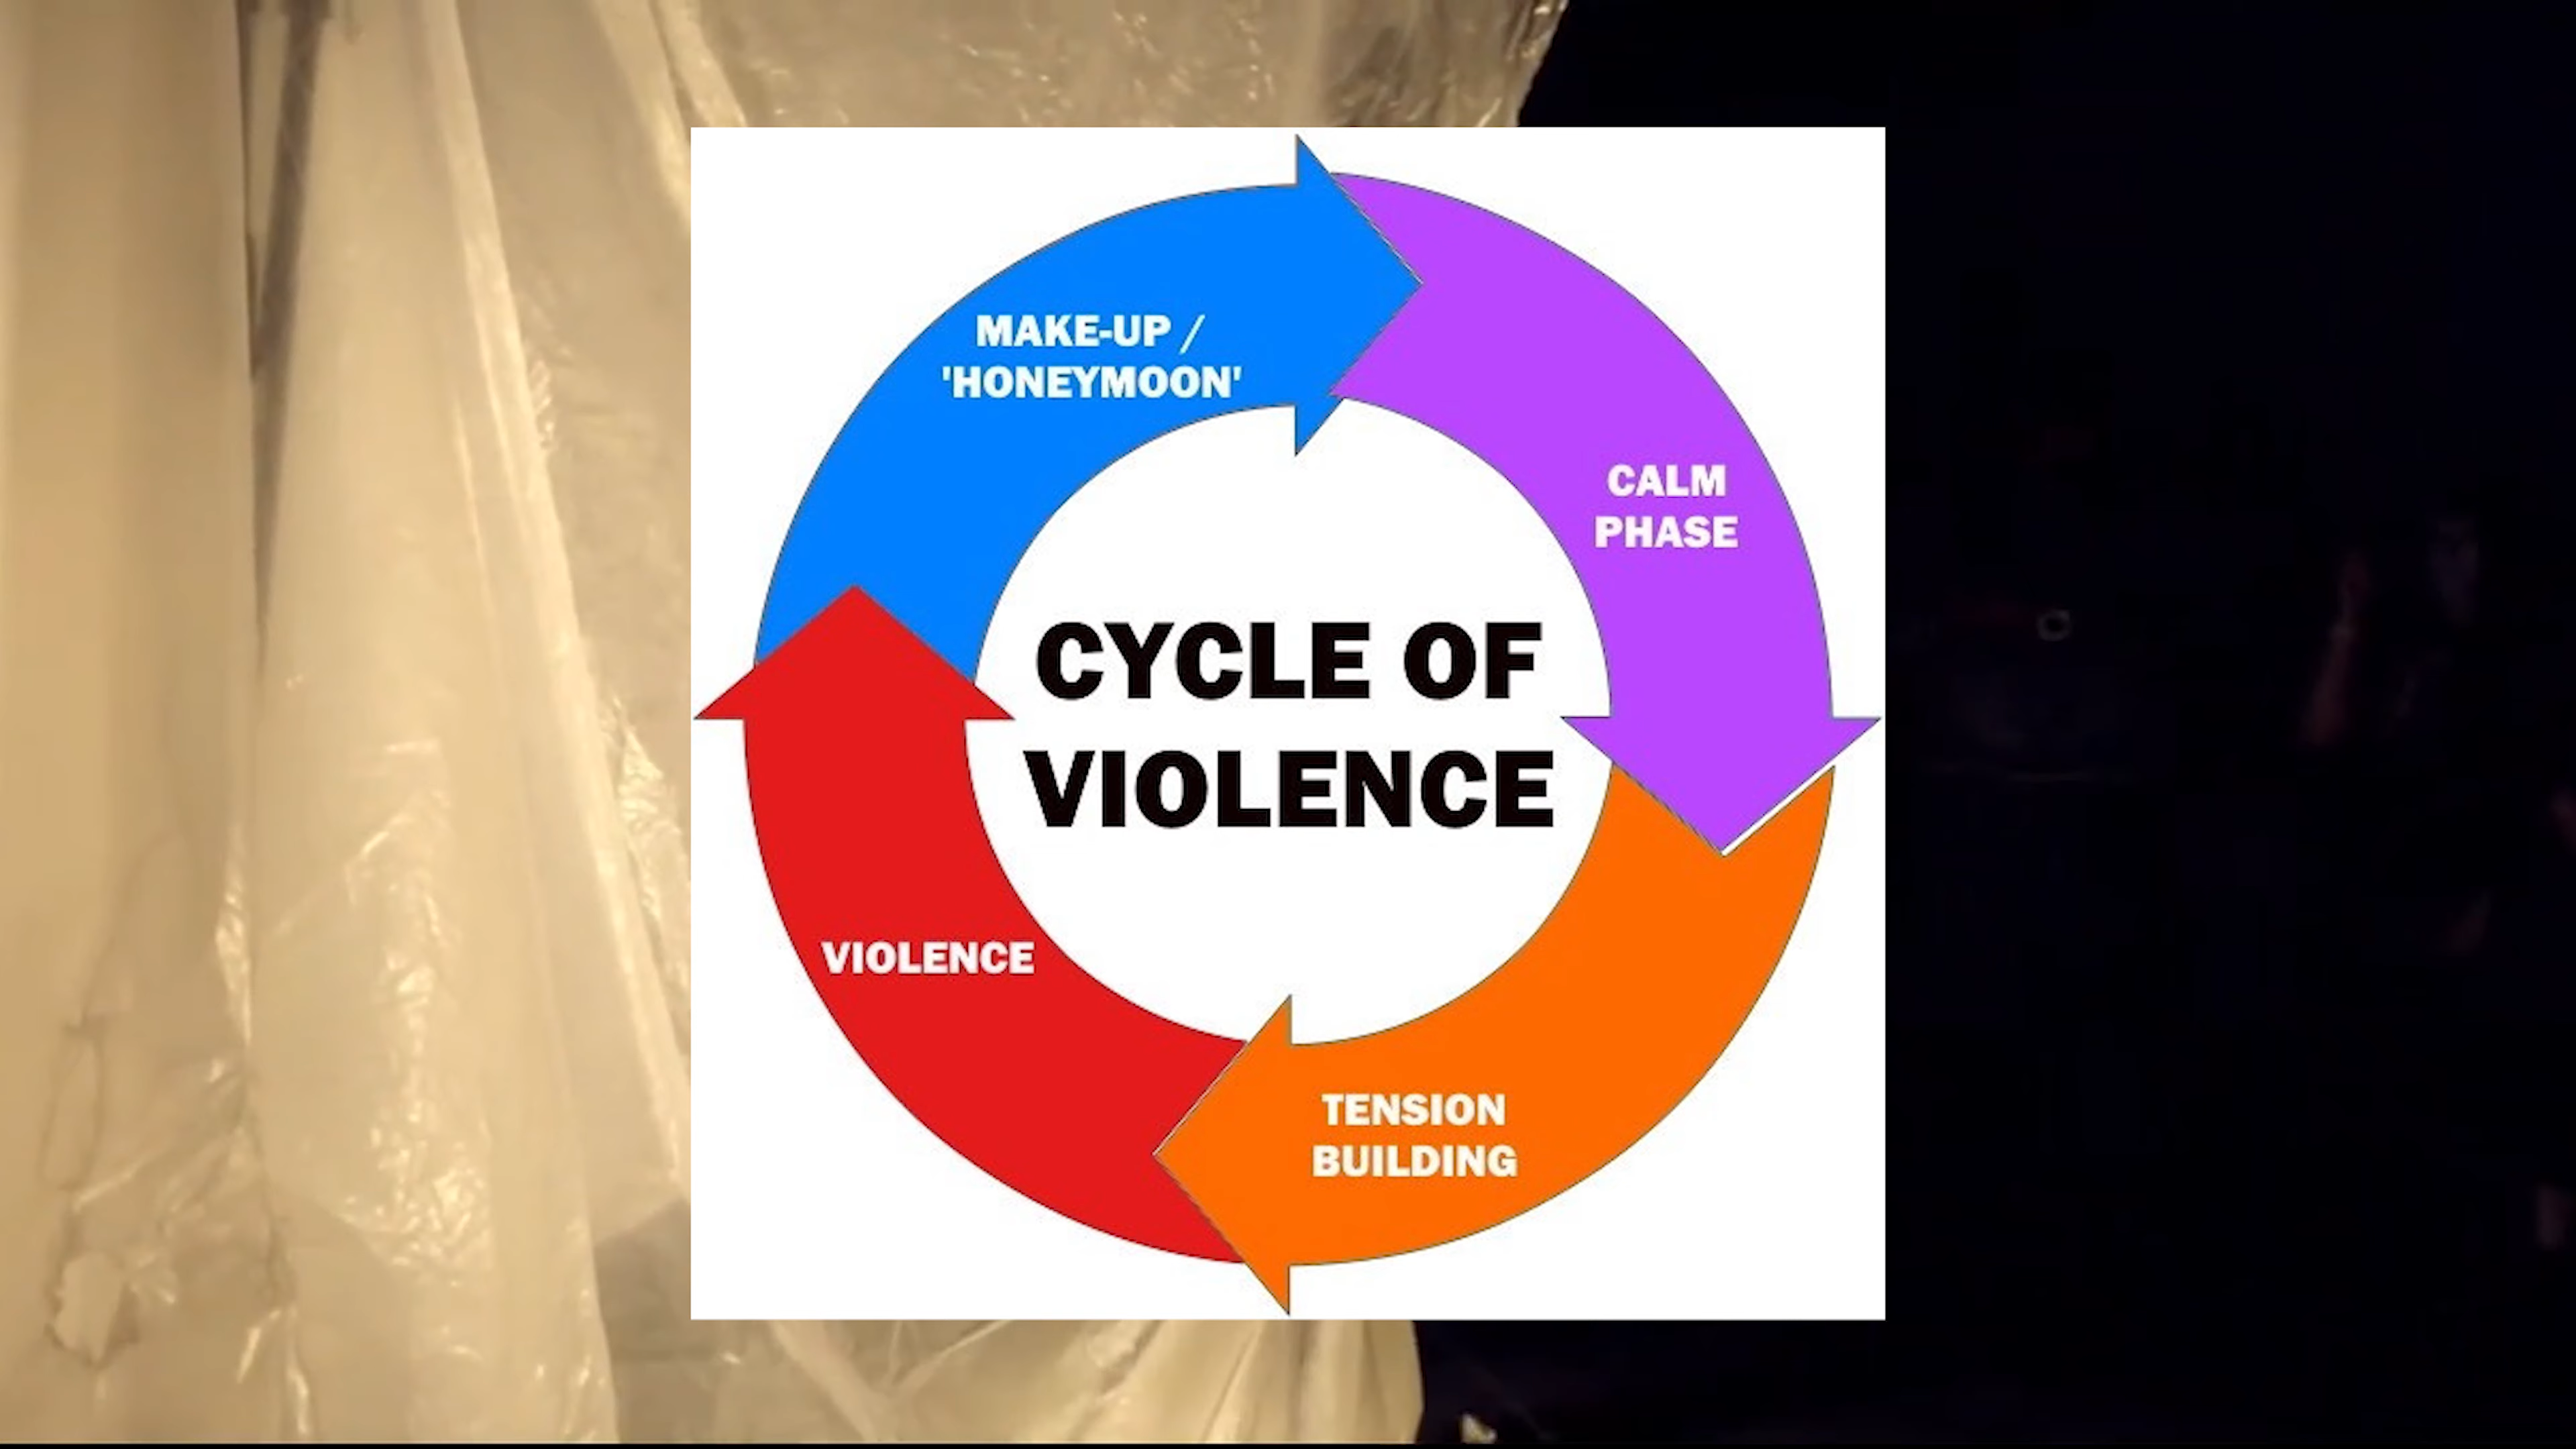 MAKE-UP /
'HONEYMOON'
CALM
PHASE
CYCLE OF
VIOLENCE
VIOLENCE
TENSION
BUILDING